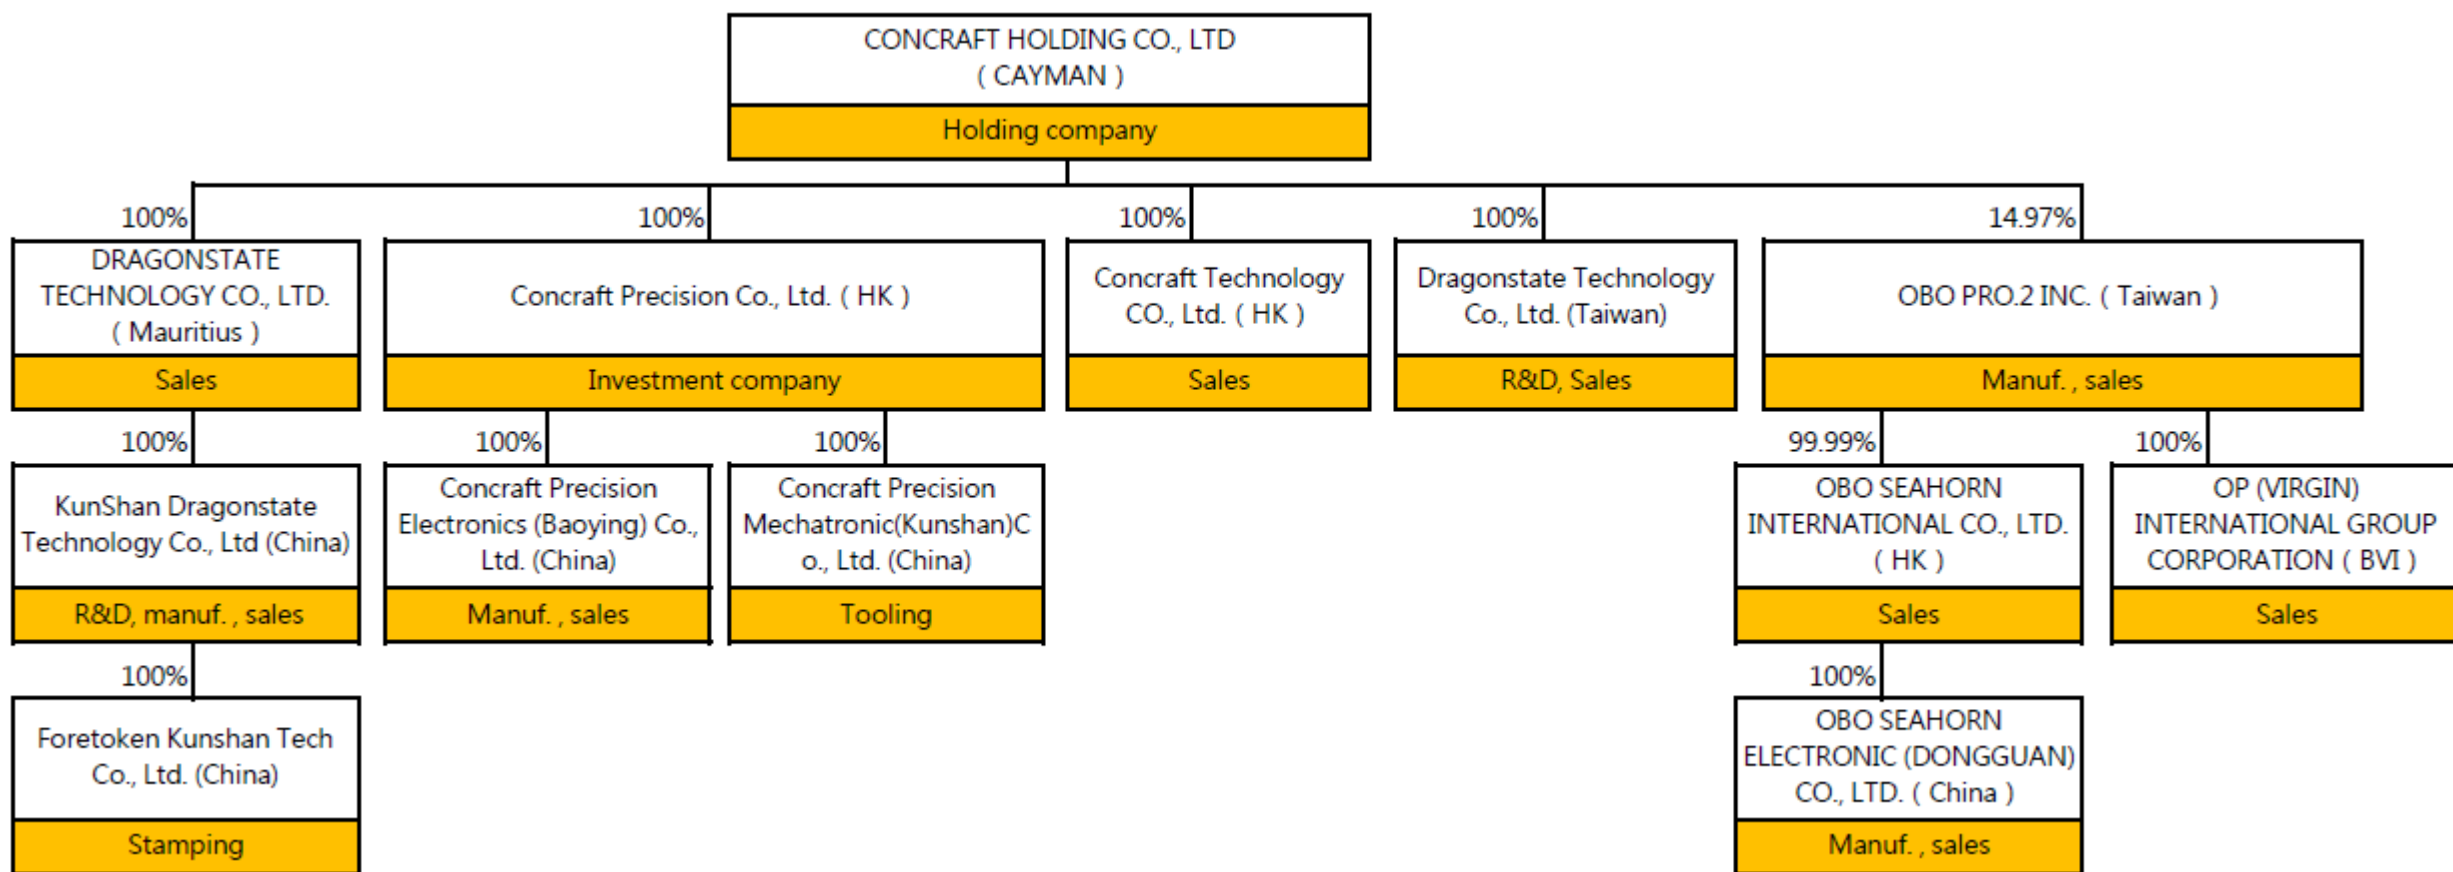 CONCRAFT HOLDING CO., LTD
( CAYMAN )
Holding company
100%
100%
100%
100%
14.97%
DRAGONSTATE
TECHNOLOGY CO., LTD.
( Mauritius )
Sales
Concraft Precision Co., Ltd. ( HK )
Investment company
Concraft Technology
CO., Ltd. ( HK )
Sales
Dragonstate Technology
Co., Ltd. (Taiwan)
R&D, Sales
OBO PRO.2 INC. ( Taiwan )
Manuf. , sales
100%
100%
100%
99.99%
100%
KunShan Dragonstate
Technology Co., Ltd (China)
R&D, manuf. , sales
Concraft Precision
Electronics (Baoying) Co.,
Ltd. (China)
Manuf. , sales
Concraft Precision
Mechatronic(Kunshan)C
o., Ltd. (China)
Tooling
OBO SEAHORN
INTERNATIONAL CO., LTD.
( HK )
Sales
OP (VIRGIN)
INTERNATIONAL GROUP
CORPORATION ( BVI )
Sales
100%
100%
Foretoken Kunshan Tech
Co., Ltd. (China)
Stamping
OBO SEAHORN
ELECTRONIC (DONGGUAN)
CO., LTD. ( China )
Manuf. , sales